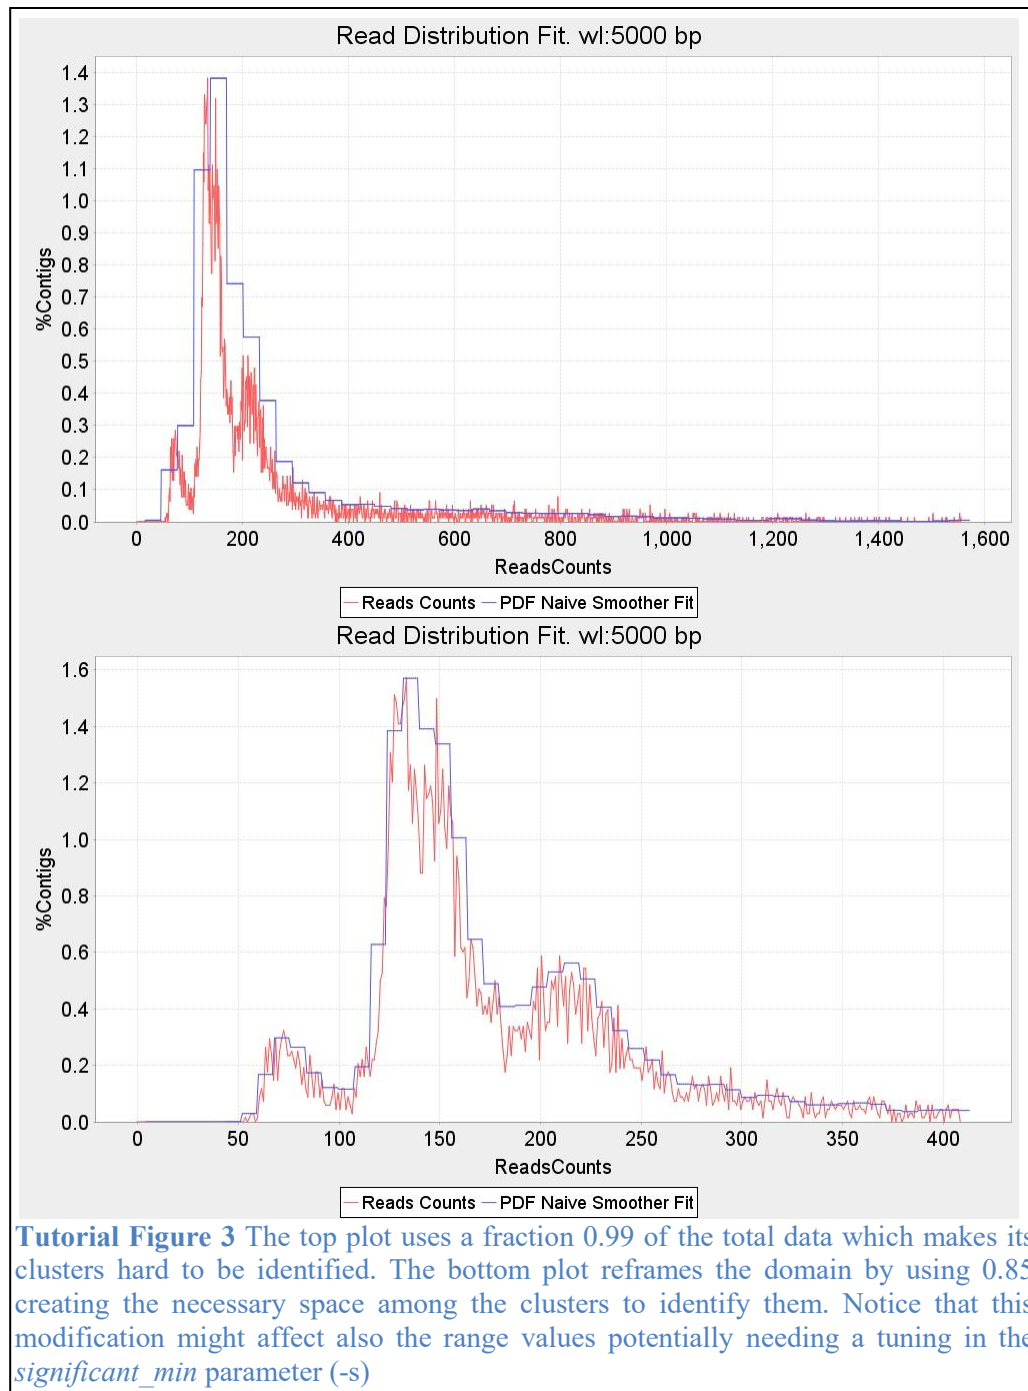 Read Distribution Fit. wl:5000 bp
1.4
1.3
1.2
1.1
1.0
0.9
0.8
0.7
0.6
0.5
0.4
0.3
0.2
0.1
0.0
%Contigs
0 200 400 600 800 1,000 1,200 1,400 1,600
ReadsCounts
Reads Counts PDF Naive Smoother Fit
Read Distribution Fit. wl:5000 bp
1.6
1.4
1.2
1.0
0.8
0.6
0.4
0.2
0.0
%Contigs
0 50 100 150 200 250 300 350 400
ReadsCounts
Reads Counts PDF Naive Smoother Fit
Tutorial Figure 3 The top plot uses a fraction 0.99 of the total data which makes its
clusters hard to be identified. The bottom plot reframes the domain by using 0.85
creating the necessary space among the clusters to identify them. Notice that this
modification might affect also the range values potentially needing a tuning in the
significant_min parameter (-s)